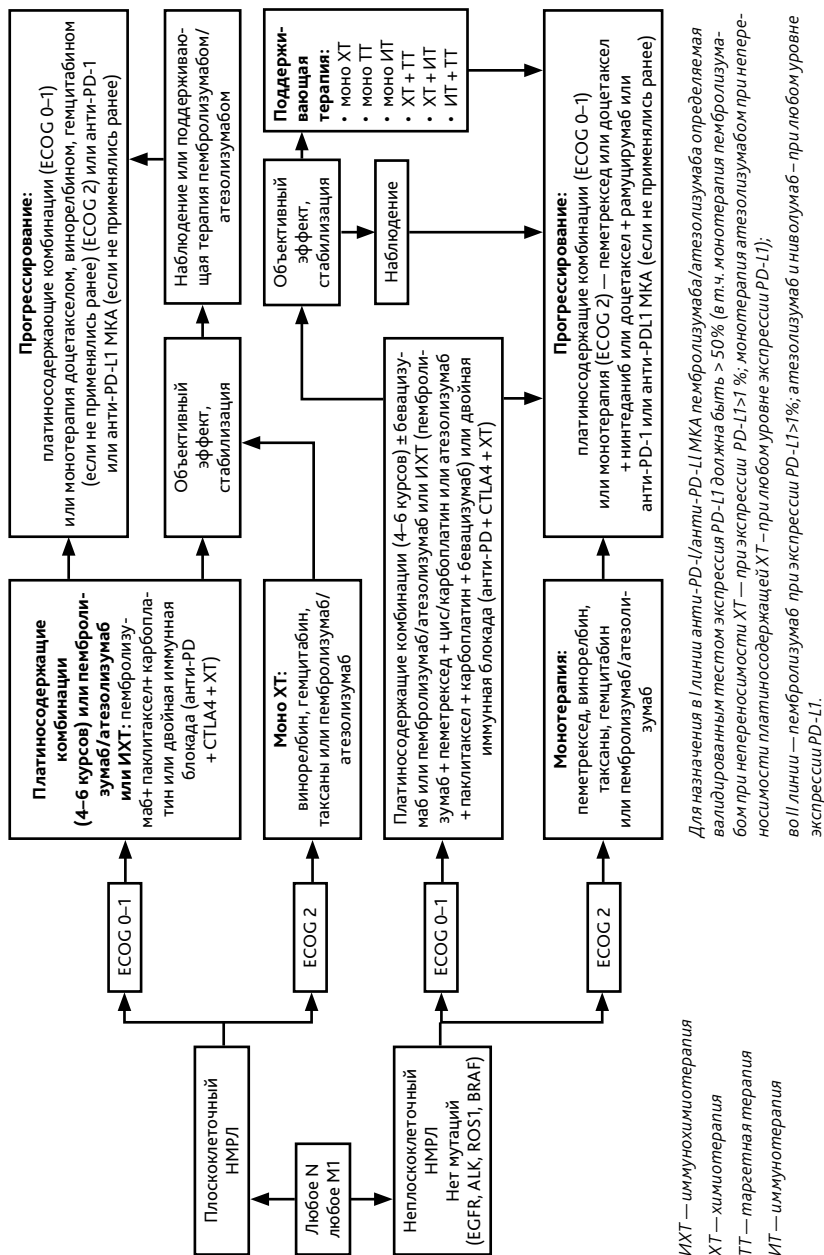 Любое N
любое M1
Плоскоклеточный
НМРЛ
ECOG 0–1
Платиносодержащие
комбинации
(4–6 курсов) или пемброли-
зумаб/атезолизумаб
или ИХТ: пембролизу-
маб+ паклитаксел+ карбопла-
тин или двойная иммунная
блокада (анти-PD
+ CTLA4 + XT)
ECOG 2
Моно ХТ:
винорелбин, гемцитабин,
таксаны или пембролизумаб/
атезолизумаб
Объективный
эффект,
стабилизация
Наблюдение или поддерживаю-
щая терапия пембролизумабом/
атезолизумабом
Прогрессирование:
платиносодержающие комбинации (ECOG 0–1)
или монотерапия доцетакселом, винорелбином, гемцитабином
(если не применялись ранее) (ECOG 2) или анти-PD-1
или анти-PD-L1 МКА (если не применялись ранее)
Неплоскоклеточный
НМРЛ
Нет мутаций
(EGFR, ALK, ROS1, BRAF)
ECOG 0–1
Платиносодержащие комбинации (4–6 курсов) ± бевацизу-
маб или пембролизумаб/атезолизумаб или ИХТ (пемброли-
зумаб + пеметрексед + цис/карбоплатин или атезолизумаб
+ паклитаксел + карбоплатин + бевацизумаб) или двойная
иммунная блокада (анти-PD + CTLA4 + XT)
Объективный
эффект,
стабилизация
Наблюдение
Поддержи-
вающая
терапия:
• моно ХТ
• моно ТТ
• моно ИТ
• ХТ + ТТ
• ХТ + ИТ
• ИТ + ТТ
ECOG 2
Монотерапия:
пеметрексед, винорелбин,
таксаны, гемцитабин
или пембролизумаб/атезоли-
зумаб
Прогрессирование:
платиносодержащие комбинации (ECOG 0–1)
или монотерапия (ECOG 2) — пеметрексед или доцетаксел
+ нинтеданиб или доцетаксел + рамуцирумаб или
анти-PD-1 или анти-PDL1 МКА (если не применялись ранее)
ИХТ — иммунохимиотерапия
ХТ — химиотерапия
ТТ — таргетная терапия
ИТ — иммунотерапия
Для назначения в I линии анти-PD-I/анти-PD-LI МКА пембролизумаба/атезолизумаба определяемая
валидированным тестом экспрессия PD-L1 должна быть > 50% (в т.ч. монотерапия пембролизума-
бом при непереносимости ХТ — при экспрессии PD-L1>1 %; монотерапия атезолизумабом при непере-
носимости платиносодержащей ХТ – при любом уровне экспрессии PD-L1);
во II линии — пембролизумаб при экспрессии PD-L1>1%; атезолизумаб и ниволумаб – при любом уровне
экспрессии PD-L1.